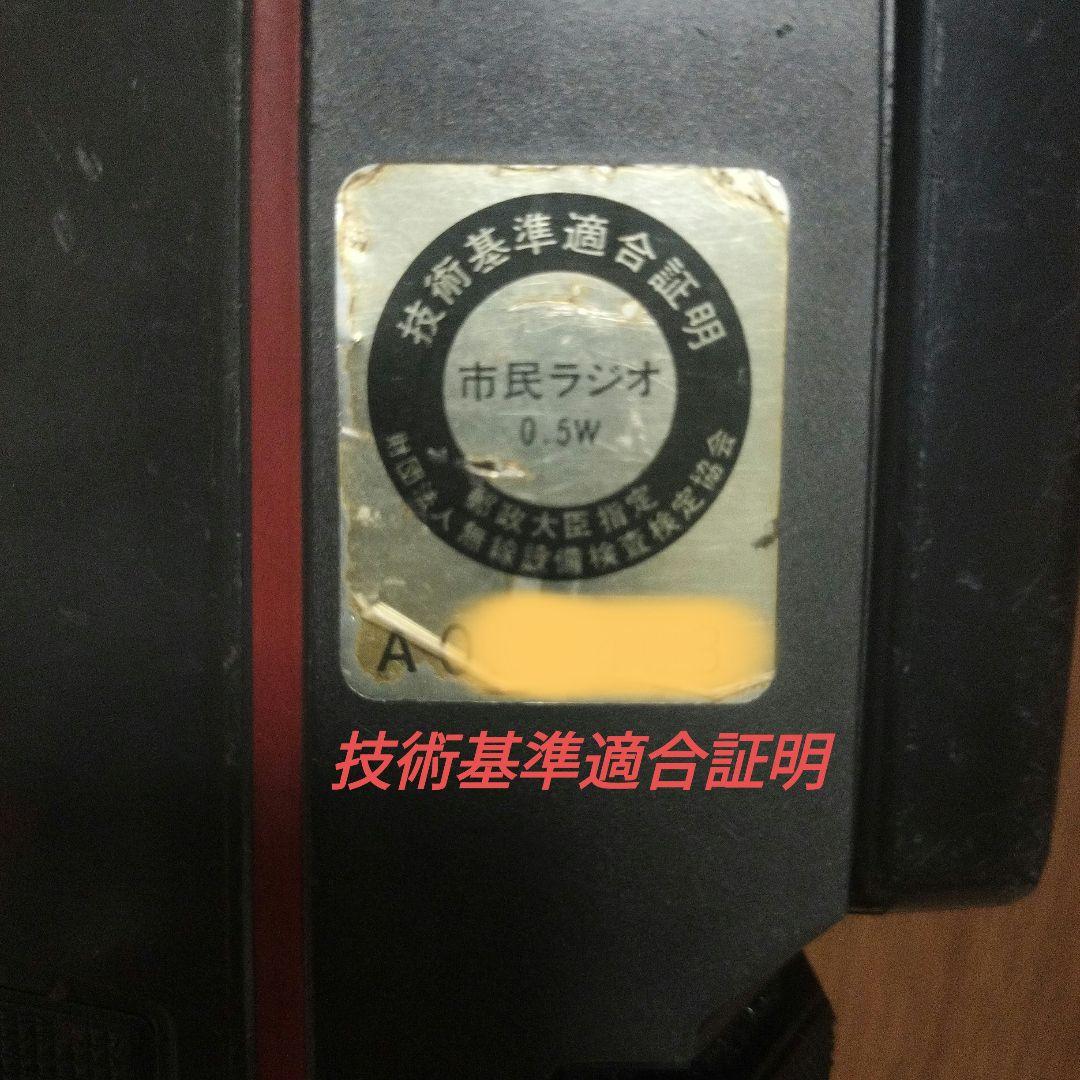 技術基準適合証明
市民ラジオ
0.5W
郵政大臣指定
財団法人無線設備検査検定協会
A0
技術基準適合証明